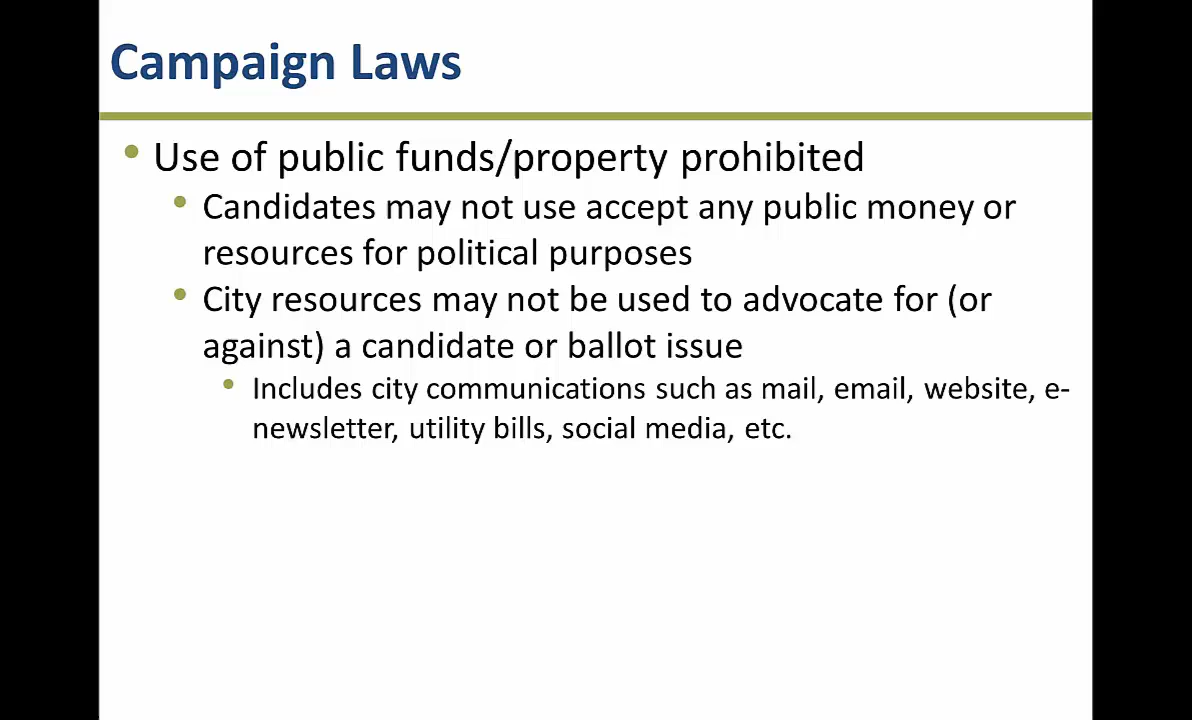 Campaign Laws
• Use of public funds/property prohibited
• Candidates may not use accept any public money or
resources for political purposes
• City resources may not be used to advocate for (or
against) a candidate or ballot issue
• Includes city communications such as mail, email, website, e-
newsletter, utility bills, social media, etc.